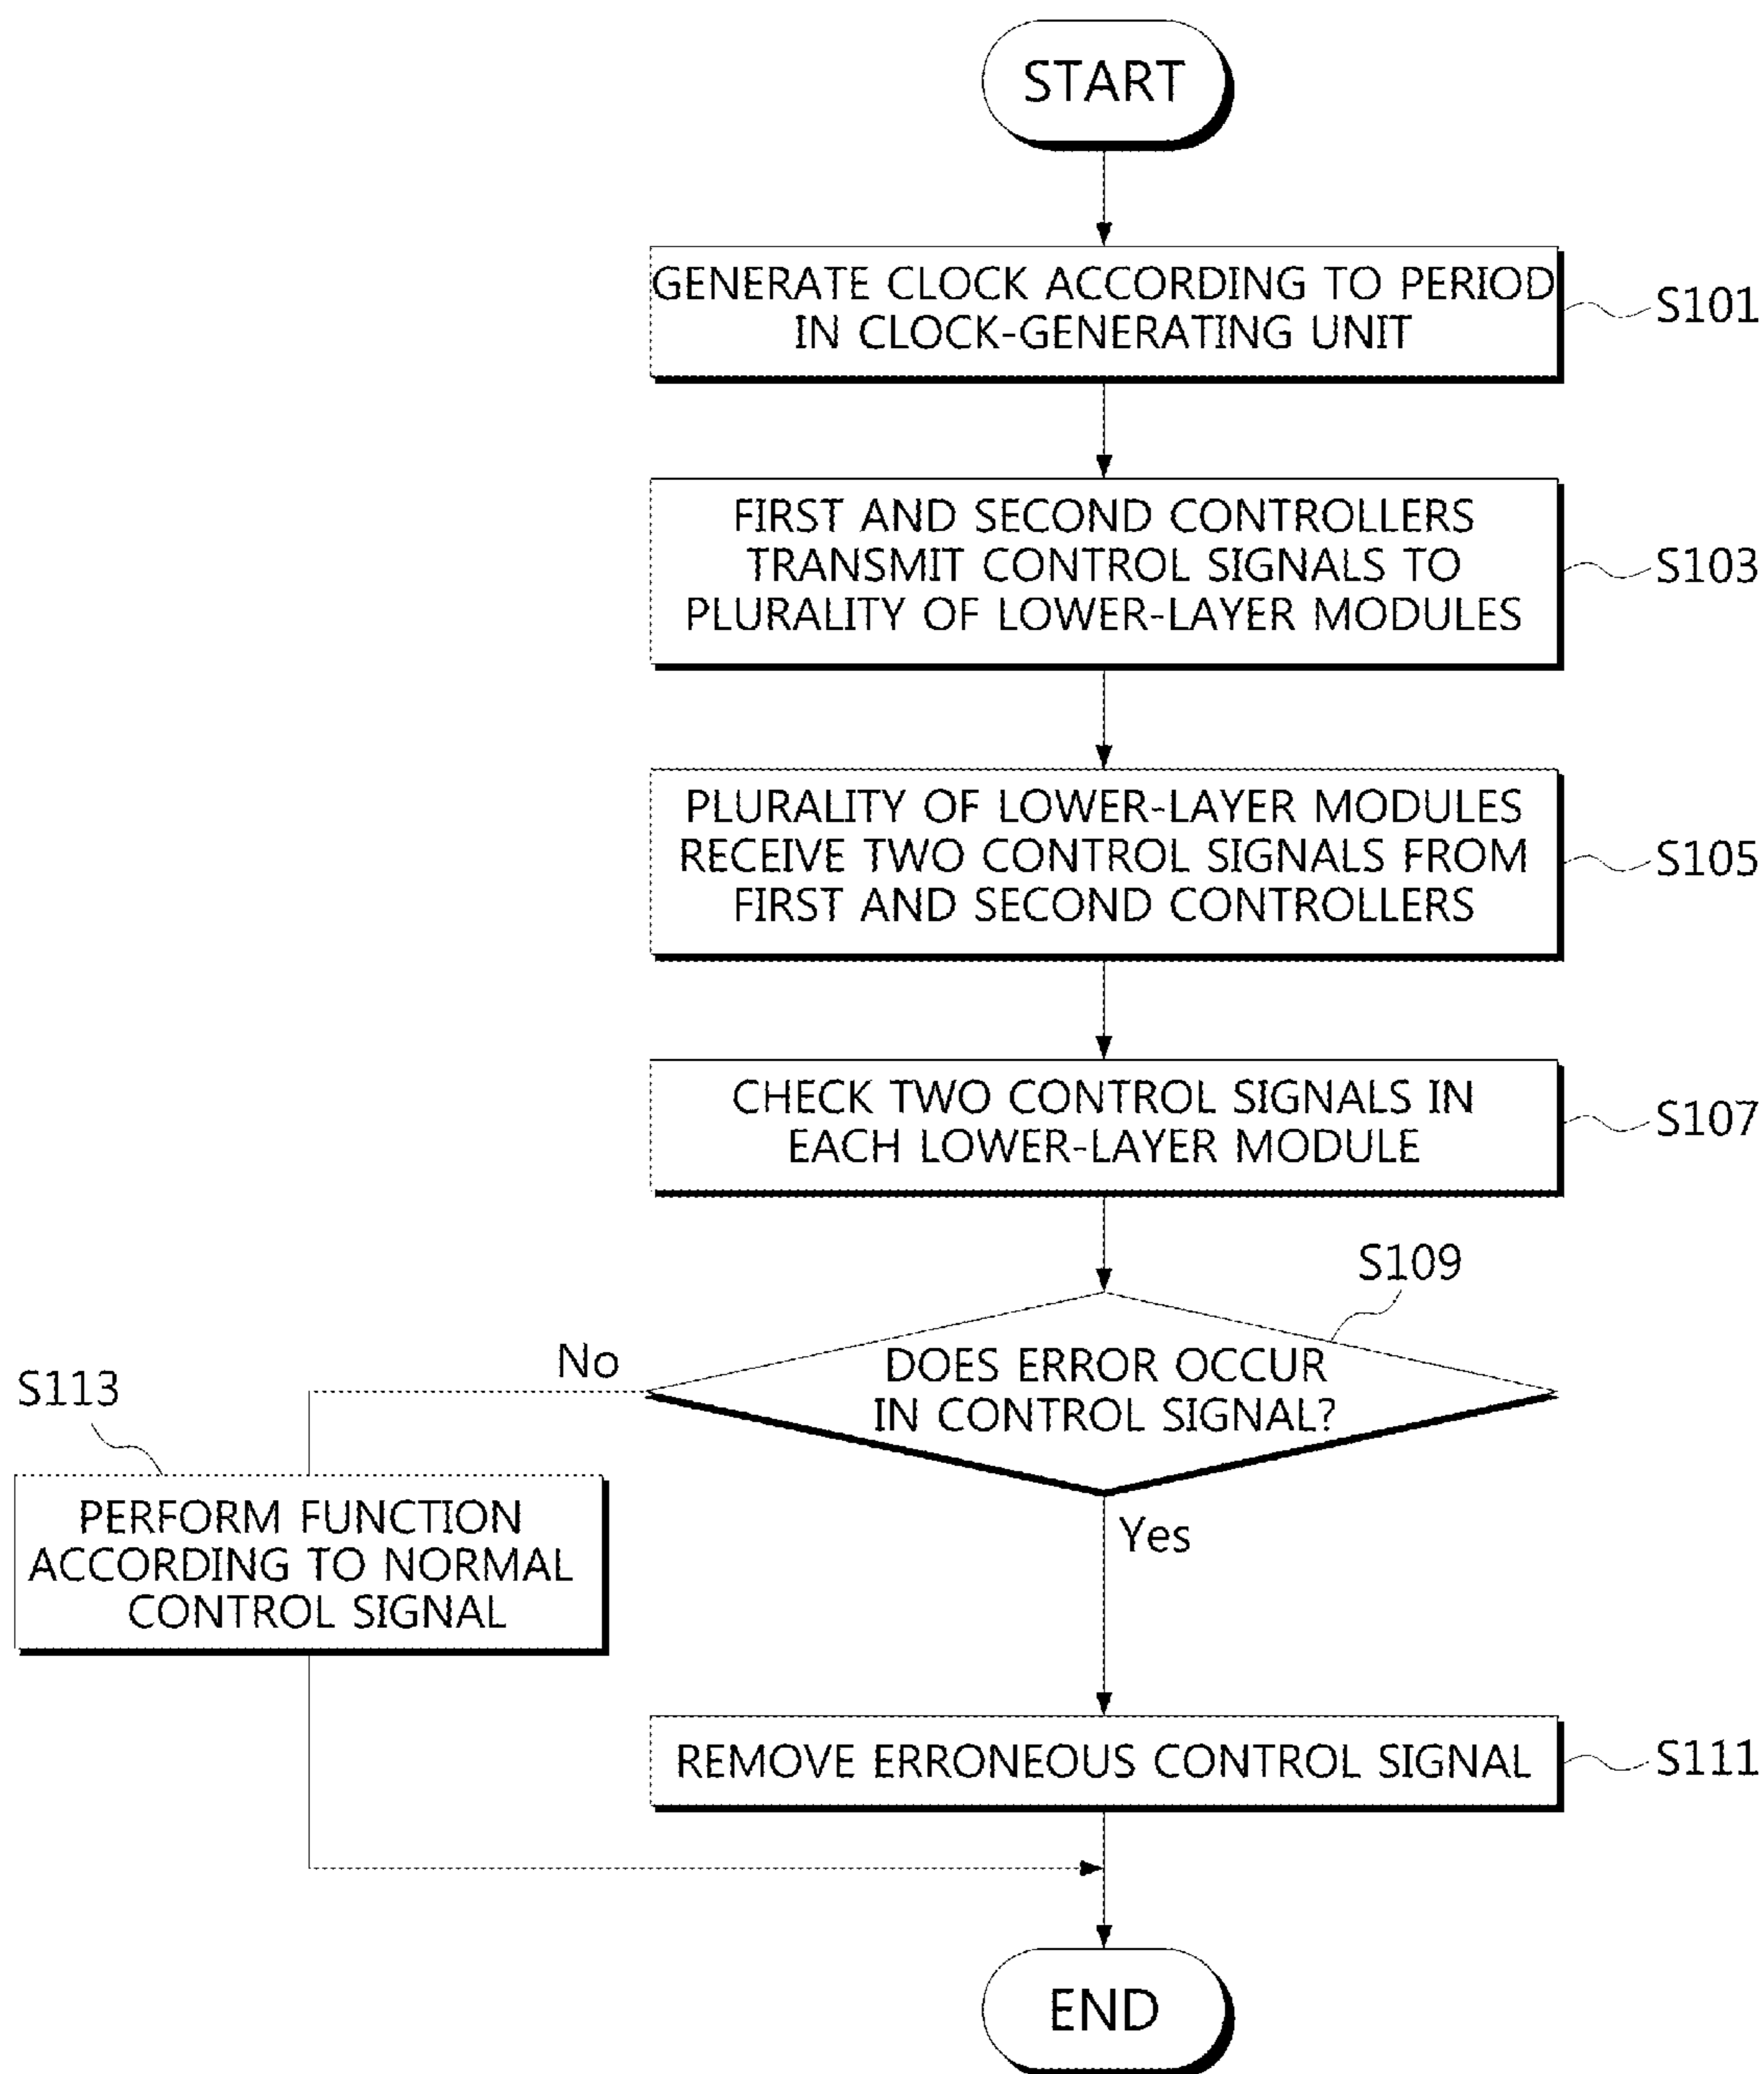 START
GENERATE CLOCK ACCORDING TO PERIOD
IN CLOCK-GENERATING UNIT
S101
FIRST AND SECOND CONTROLLERS
TRANSMIT CONTROL SIGNALS TO
PLURALITY OF LOWER-LAYER MODULES
S103
PLURALITY OF LOWER-LAYER MODULES
RECEIVE TWO CONTROL SIGNALS FROM
FIRST AND SECOND CONTROLLERS
S105
CHECK TWO CONTROL SIGNALS IN
EACH LOWER-LAYER MODULE
S107
S109
DOES ERROR OCCUR
IN CONTROL SIGNAL?
No
S113
PERFORM FUNCTION
ACCORDING TO NORMAL
CONTROL SIGNAL
Yes
REMOVE ERRONEOUS CONTROL SIGNAL
S111
END